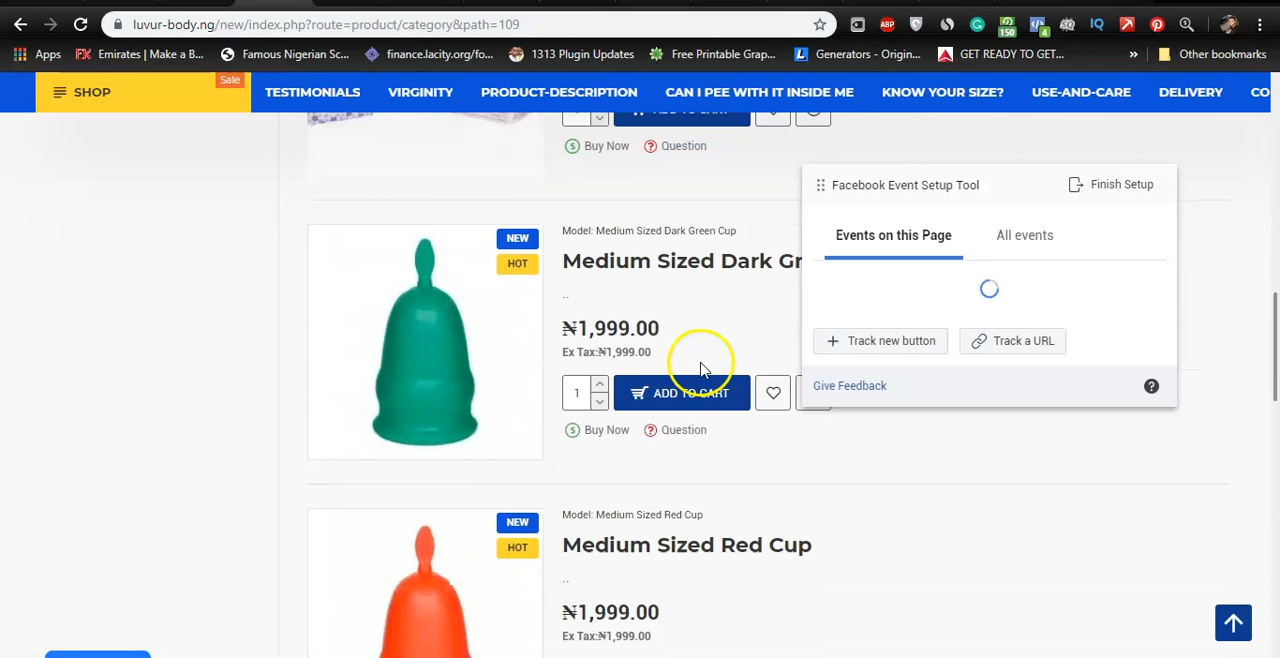 luvur-body.ng/new/index.php?route=product/category&path=109
ABP
150
4
IQ
Apps
Emirates | Make a B...
Famous Nigerian Sc...
finance.lacity.org/fo...
1313 Plugin Updates
Free Printable Grap...
Generators - Origin...
GET READY TO GET...
»
Other bookmarks
SHOP
Sale
TESTIMONIALS
VIRGINITY
PRODUCT-DESCRIPTION
CAN I PEE WITH IT INSIDE ME
KNOW YOUR SIZE?
USE-AND-CARE
DELIVERY
CO
Buy Now
Question
Facebook Event Setup Tool
Finish Setup
Events on this Page
All events
Track new button
Track a URL
Give Feedback
NEW
HOT
Model: Medium Sized Dark Green Cup
Medium Sized Dark Gr
..
₦1,999.00
Ex Tax:₦1,999.00
1
ADD TO CART
Buy Now
Question
NEW
HOT
Model: Medium Sized Red Cup
Medium Sized Red Cup
..
₦1,999.00
Ex Tax:₦1,999.00